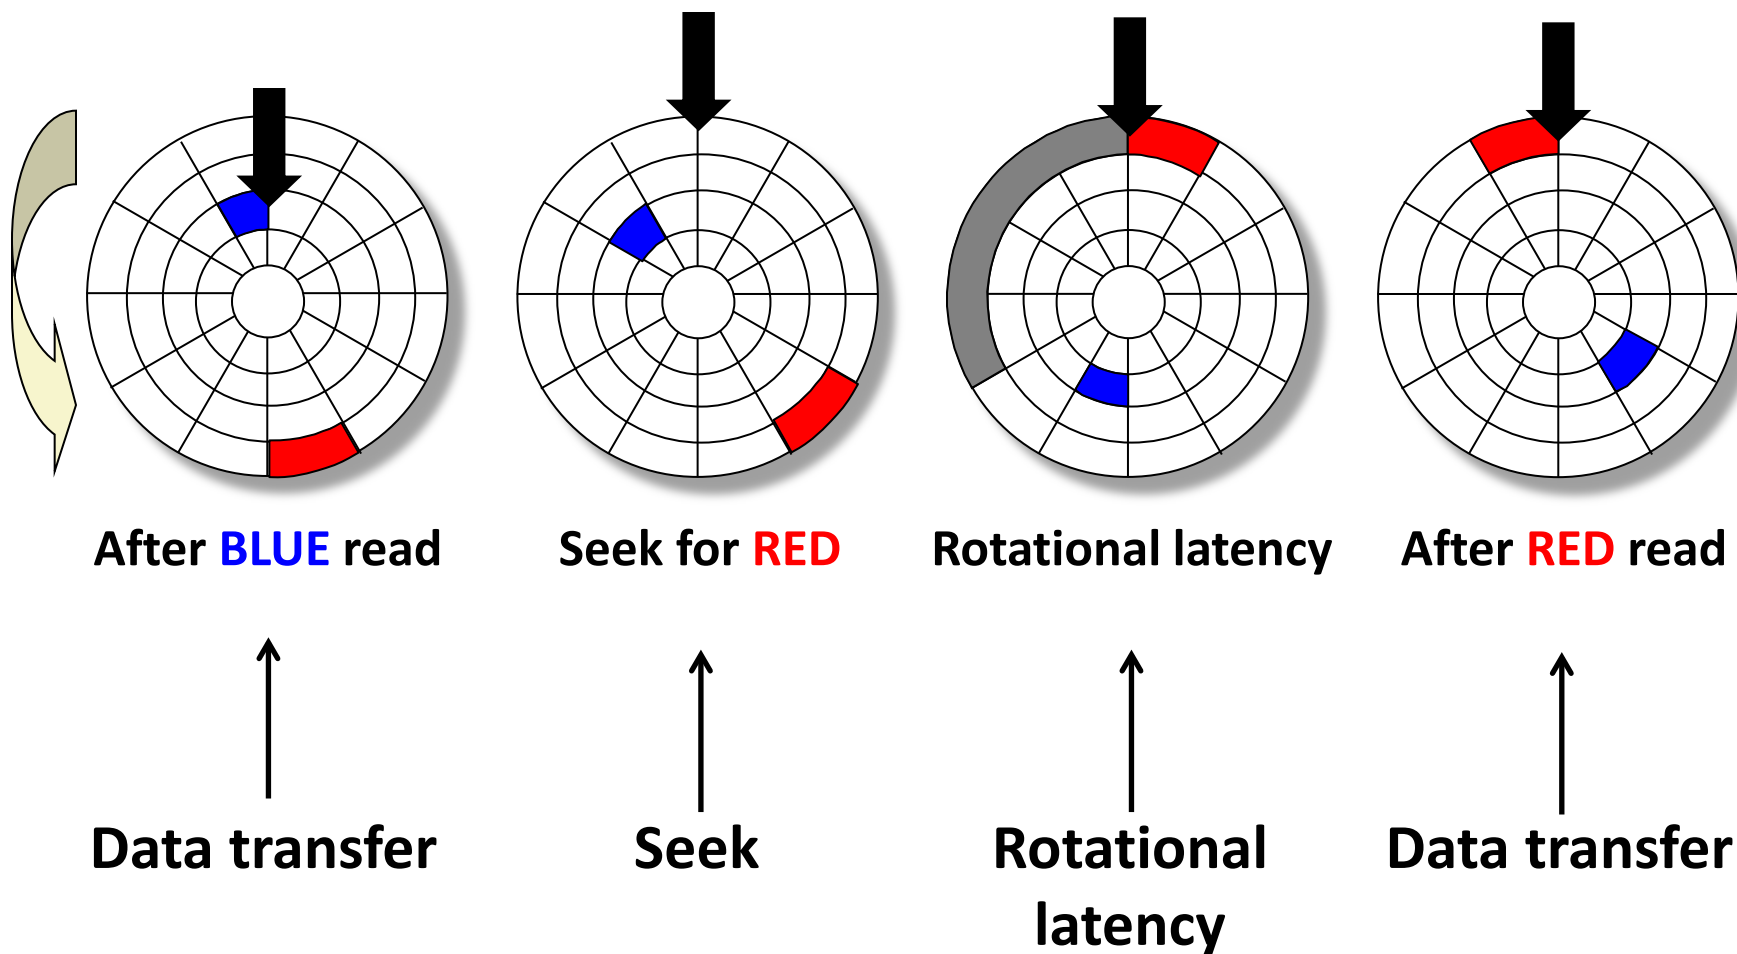 After BLUE read
Seek for RED
Rotational latency
After RED read
Data transfer
Seek
Rotational
latency
Data transfer